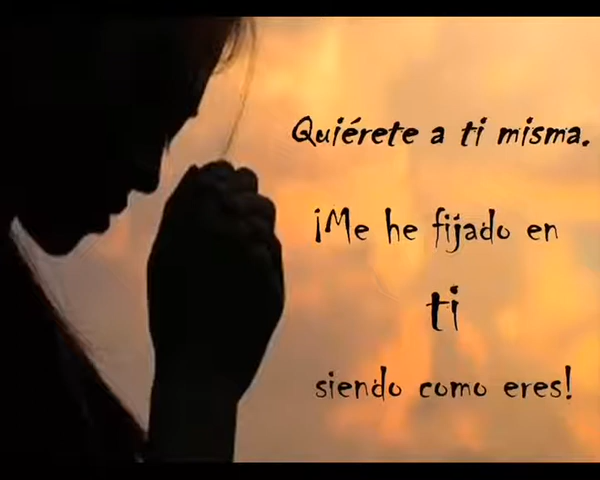 Quiérete a ti misma.
¡Me he fijado en
ti
siendo como eres!